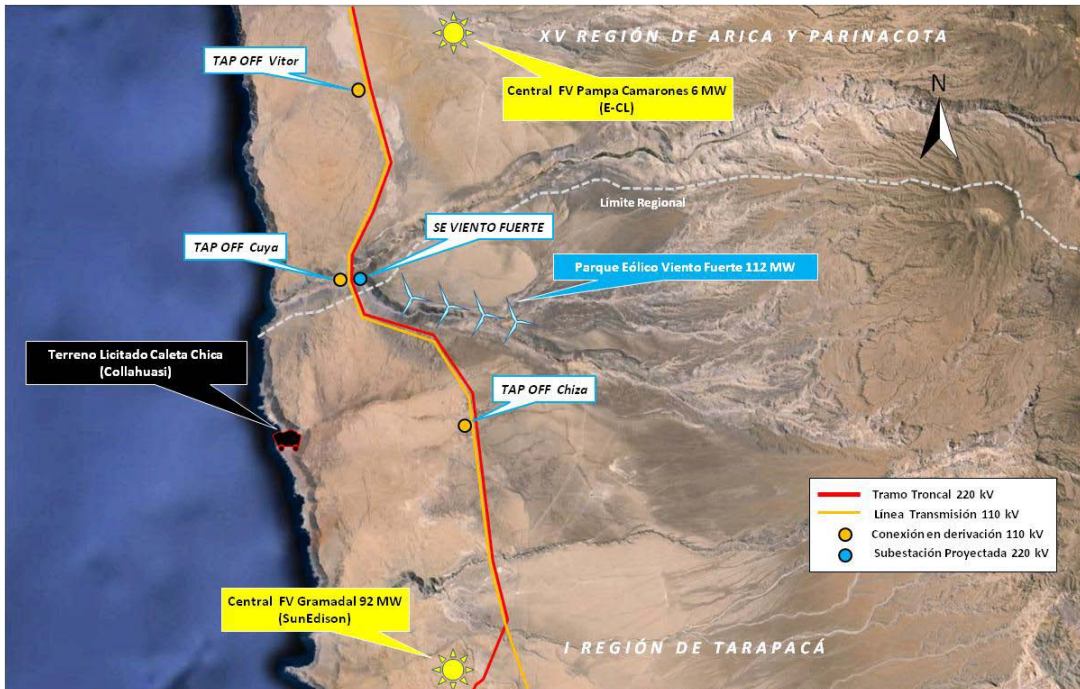 XV REGIÓN DE ARICA Y PARINACOTA
TAP OFF Vitor
Central FV Pampa Camarones 6 MW
(E-CL)
N
Límite Regional
SE VIENTO FUERTE
TAP OFF Cuya
Parque Eólico Viento Fuerte 112 MW
Terreno Licitado Caleta Chica
(Collahuasi)
TAP OFF Chiza
Tramo Troncal 220 kV
Línea Transmisión 110 kV
Conexión en derivación 110 kV
Subestación Proyectada 220 kV
Central FV Gramadal 92 MW
(SunEdison)
I REGIÓN DE TARAPACÁ